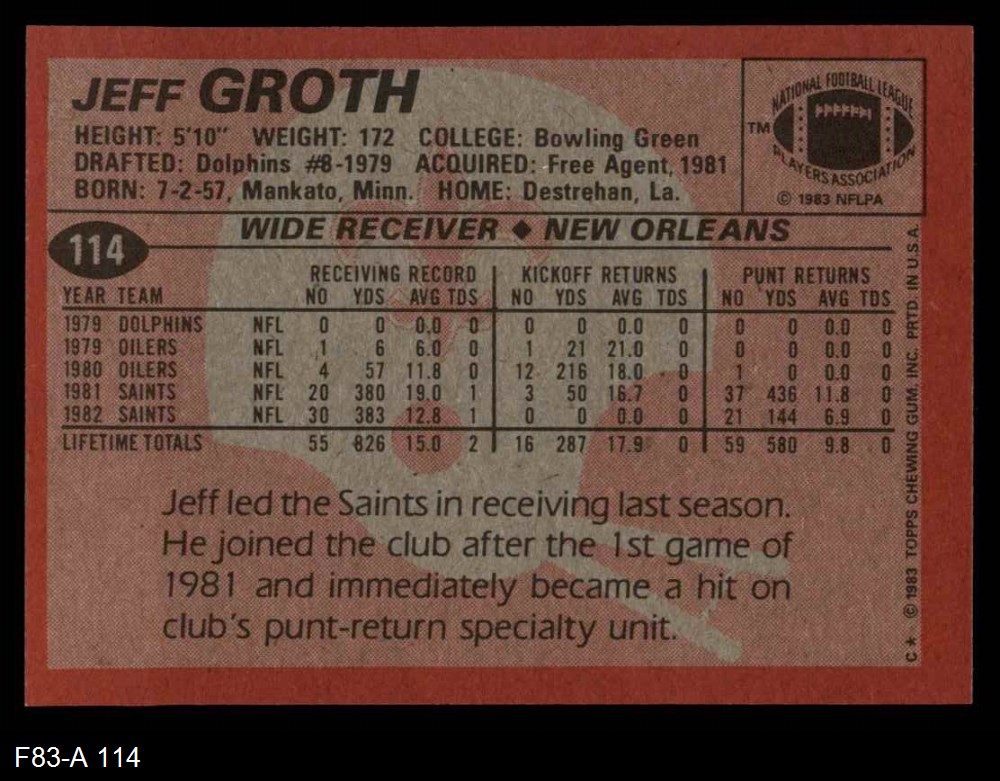 JEFF GROTH
HEIGHT: 5'10" WEIGHT: 172 COLLEGE: Bowling Green
DRAFTED: Dolphins #8-1979 ACQUIRED: Free Agent, 1981
BORN: 7-2-57, Mankato, Minn. HOME: Destrehan, La.
NATIONAL FOOTBALL LEAGUE
TM
PLAYERS ASSOCIATION
© 1983 NFLPA
114
WIDE RECEIVER ◆ NEW ORLEANS
RECEIVING RECORD KICKOFF RETURNS PUNT RETURNS
YEAR TEAM NO YDS AVG TDS NO YDS AVG TDS NO YDS AVG TDS
1979 DOLPHINS NFL 0 0 0.0 0 0 0 0.0 0 0 0 0.0 0
1979 OILERS NFL 1 6 6.0 0 1 21 21.0 0 0 0 0.0 0
1980 OILERS NFL 4 57 11.8 0 12 216 18.0 0 1 0 0.0 0
1981 SAINTS NFL 20 380 19.0 1 3 50 16.7 0 37 436 11.8 0
1982 SAINTS NFL 30 383 12.8 1 0 0 0.0 0 21 144 6.9 0
LIFETIME TOTALS 55 826 15.0 2 16 287 17.9 0 59 580 9.8 0
Jeff led the Saints in receiving last season.
He joined the club after the 1st game of
1981 and immediately became a hit on
club's punt-return specialty unit.
C * © 1983 TOPPS CHEWING GUM, INC. PRTD. IN U.S.A.
F83-A 114